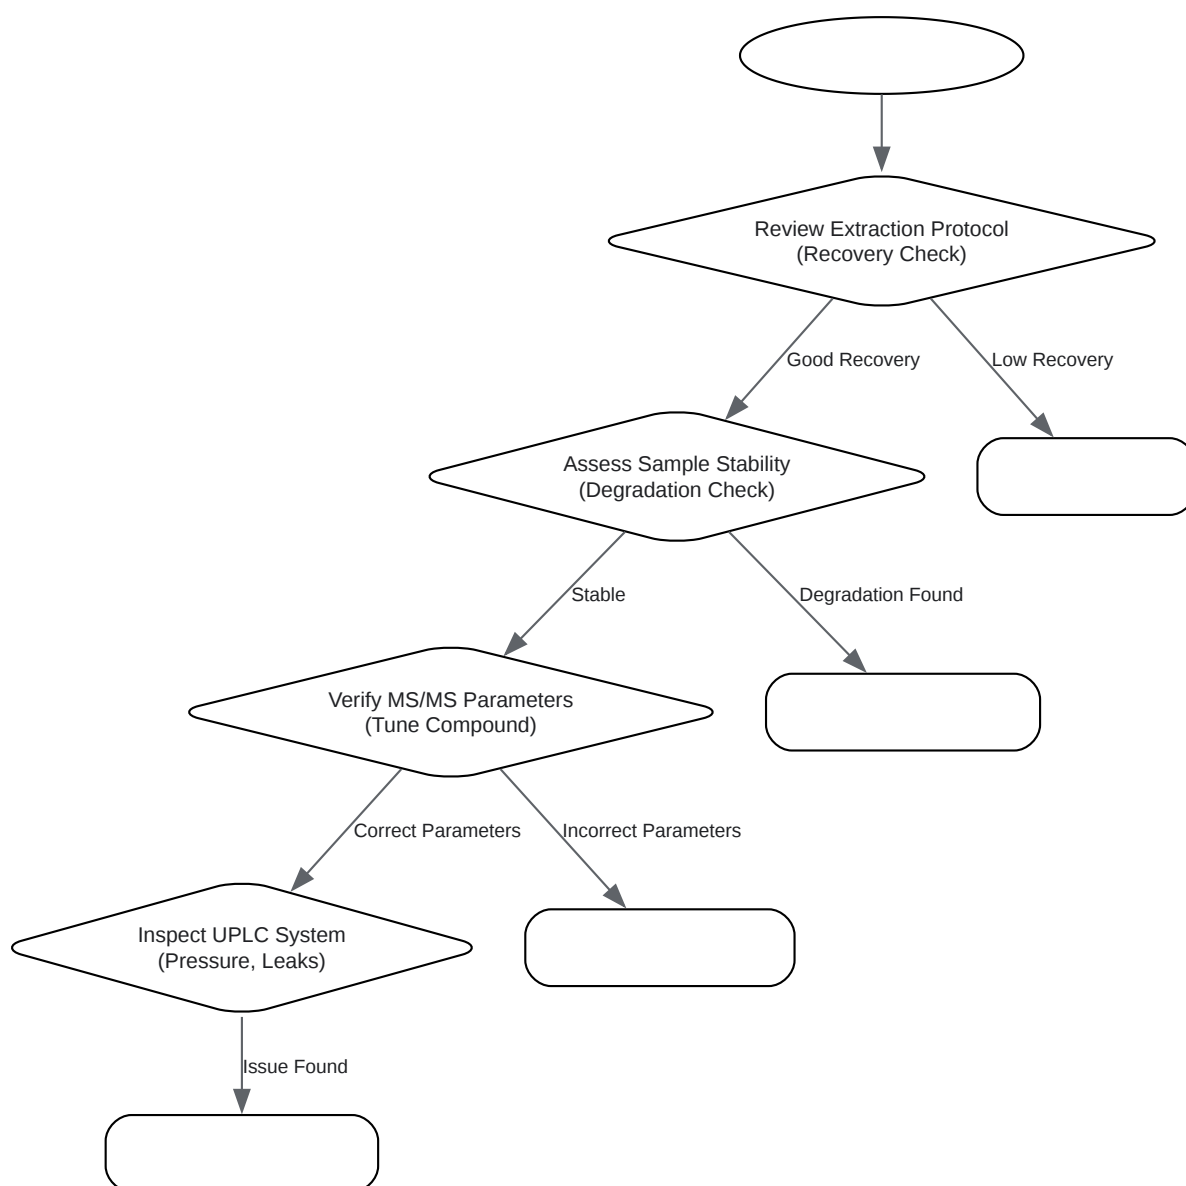 Review Extraction Protocol
(Recovery Check)
Good Recovery
Low Recovery
Assess Sample Stability
(Degradation Check)
Stable
Degradation Found
Verify MS/MS Parameters
(Tune Compound)
Correct Parameters
Incorrect Parameters
Inspect UPLC System
(Pressure, Leaks)
Issue Found